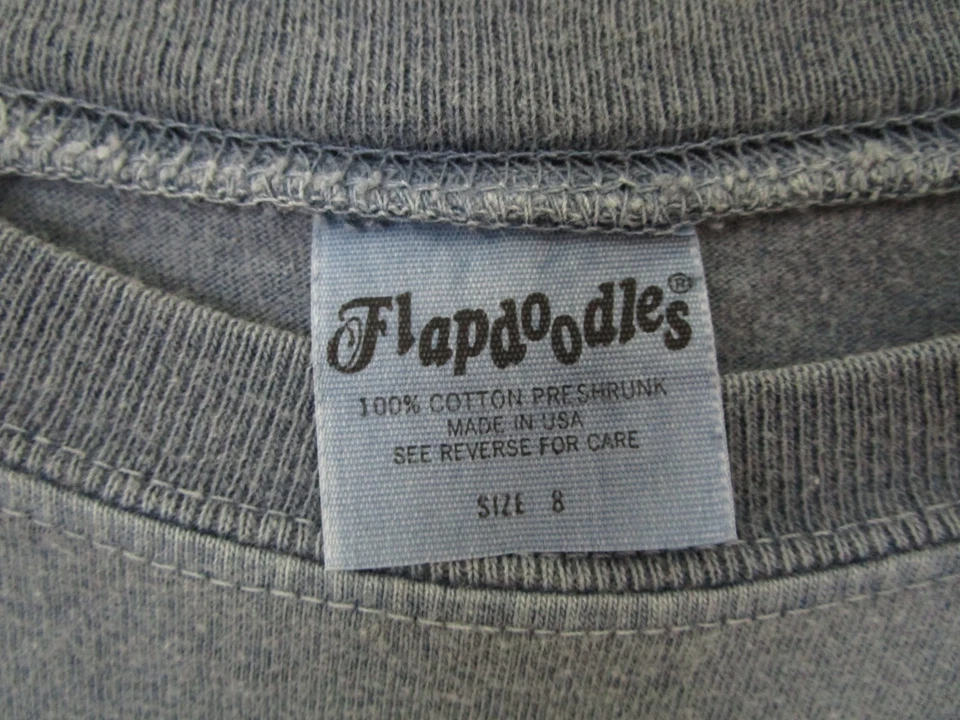 Flapdoodles®
100% COTTON PRESHRUNK
MADE IN USA
SEE REVERSE FOR CARE
SIZE 8